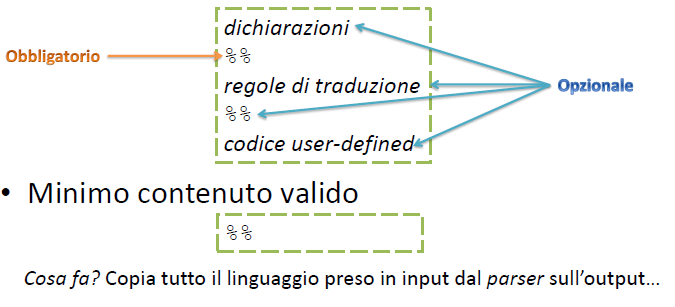 dichiarazioni
Obbligatorio %%
regole di traduzione Opzionale
%%
codice user-defined
• Minimo contenuto valido
%%
Cosa fa? Copia tutto il linguaggio preso in input dal parser sull’output…